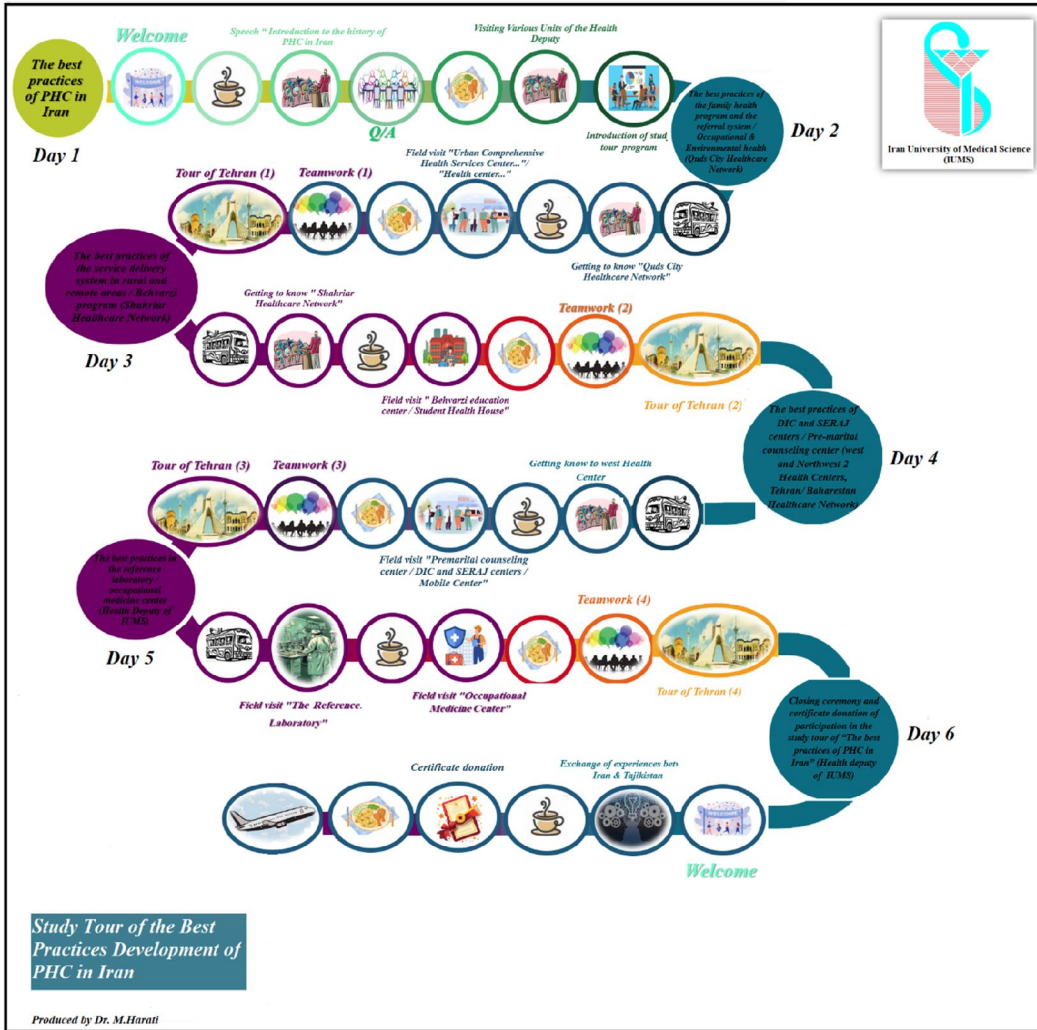 The best
practices
of PHC in
Iran
Day 1
Welcome
Speech " Introduction to the history of
PHC in Iran
Q/A
Visiting Various Units of the Health
Deputy
Introduction of stud
tour program
Iran University of Medical Science
(IUMS)
The best practices of
the family health
program and the
referral system /
Occupational &
Environmental health
(Quds City Healthcare
Network)
Day 2
Getting to know "Quds City
Healthcare Network"
Field visit "Urban Comprehensive
Health Services Center..."/
"Health center..."
Teamwork (1)
Tour of Tehran (1)
The best practices of
the service delivery
system in rural and
remote areas / Behvarzi
program (Shahriar
Healthcare Network)
Day 3
Getting to know " Shahriar
Healthcare Network"
Field visit " Behvarzi education
center / Student Health House"
Teamwork (2)
Tour of Tehran (2)
The best practices of
DIC and SERAJ
centers / Pre-marital
counseling center (west
and Northwest 2
Health Centers,
Tehran/ Baharestan
Healthcare Network)
Day 4
Getting know to west Health
Center
Field visit "Premarital counseling
center / DIC and SERAJ centers /
Mobile Center"
Teamwork (3)
Tour of Tehran (3)
The best practices in
the reference
laboratory /
occupational
medicine center
(Health Deputy of
IUMS)
Day 5
Field visit "The Reference.
Laboratory"
Field visit "Occupational
Medicine Center"
Teamwork (4)
Tour of Tehran (4)
Closing ceremony and
certificate donation of
participation in the
study tour of "The best
practices of PHC in
Iran" (Health deputy
of IUMS)
Day 6
WELCOME
Welcome
Exchange of experiences betw
Iran & Tajikistan
Certificate donation
Study Tour of the Best
Practices Development of
PHC in Iran
Produced by Dr. M.Harati